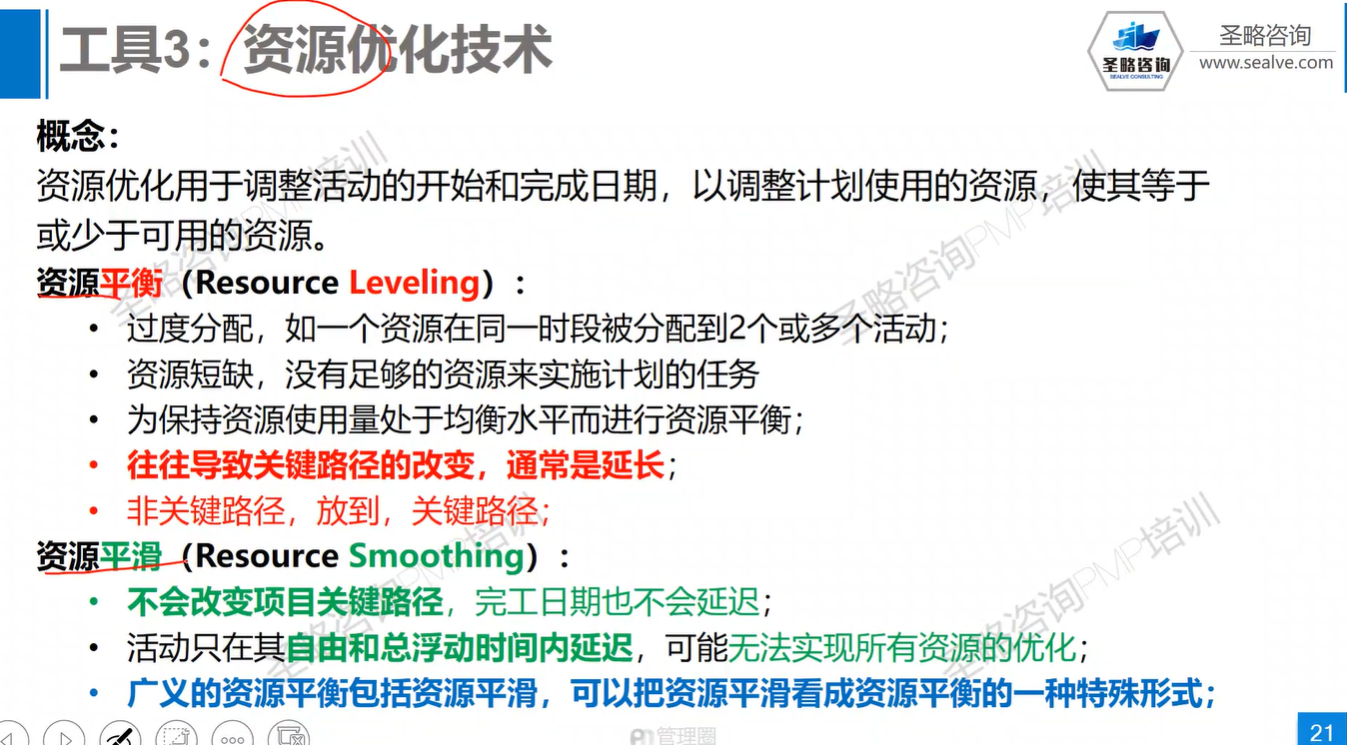 工具3：资源优化技术
圣略咨询
SEALVE CONSULTING
圣略咨询
www.sealve.com
概念：
资源优化用于调整活动的开始和完成日期，以调整计划使用的资源，使其等于
或少于可用的资源。
资源平衡（Resource Leveling）：
• 过度分配，如一个资源在同一时段被分配到2个或多个活动；
• 资源短缺，没有足够的资源来实施计划的任务
• 为保持资源使用量处于均衡水平而进行资源平衡；
• 往往导致关键路径的改变，通常是延长；
• 非关键路径，放到，关键路径；
资源平滑（Resource Smoothing）：
• 不会改变项目关键路径，完工日期也不会延迟；
• 活动只在其自由和总浮动时间内延迟，可能无法实现所有资源的优化；
• 广义的资源平衡包括资源平滑，可以把资源平滑看成资源平衡的一种特殊形式；
圣略咨询PMP培训
圣略咨询PMP培训
圣略咨询PMP培训
圣略咨询PMP培训
管理圈
21